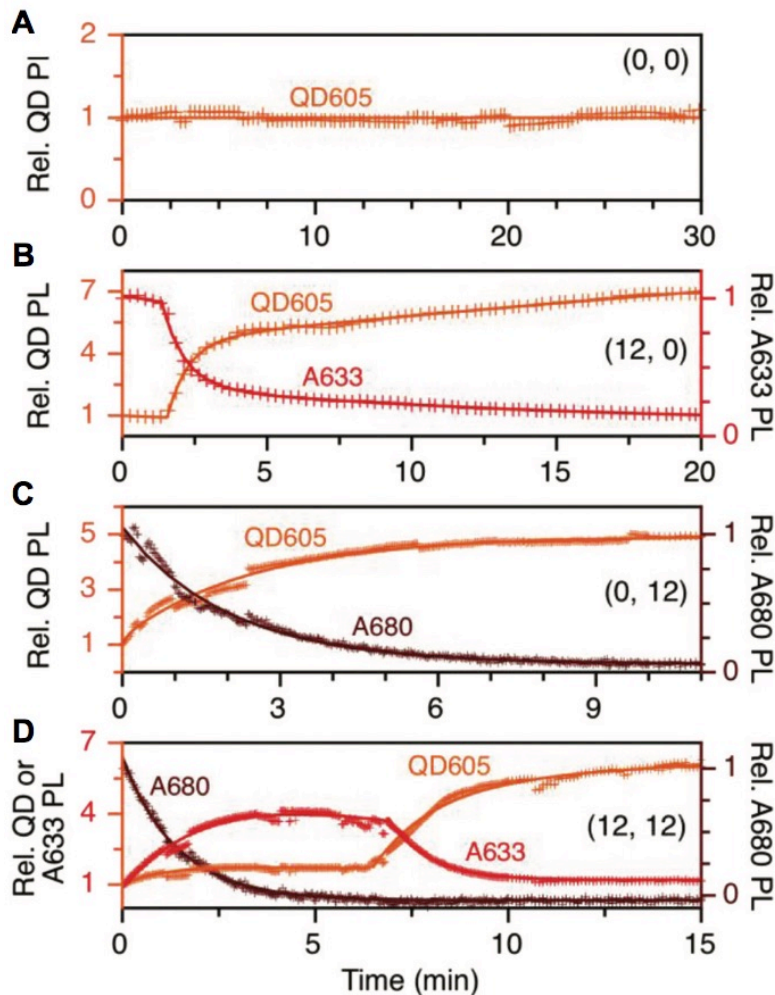 A
Rel. QD Pl
2
1
0
QD605
(0, 0)
0 10 20 30
B
Rel. QD PL
7
4
1
QD605
A633
(12, 0)
1
0
Rel. A633 PL
0 5 10 15 20
C
Rel. QD PL
5
3
1
QD605
A680
(0, 12)
1
0
Rel. A680 PL
0 3 6 9
D
Rel. QD or
A633 PL
7
4
1
A680
QD605
A633
(12, 12)
1
0
Rel. A680 PL
0 5 10 15
Time (min)